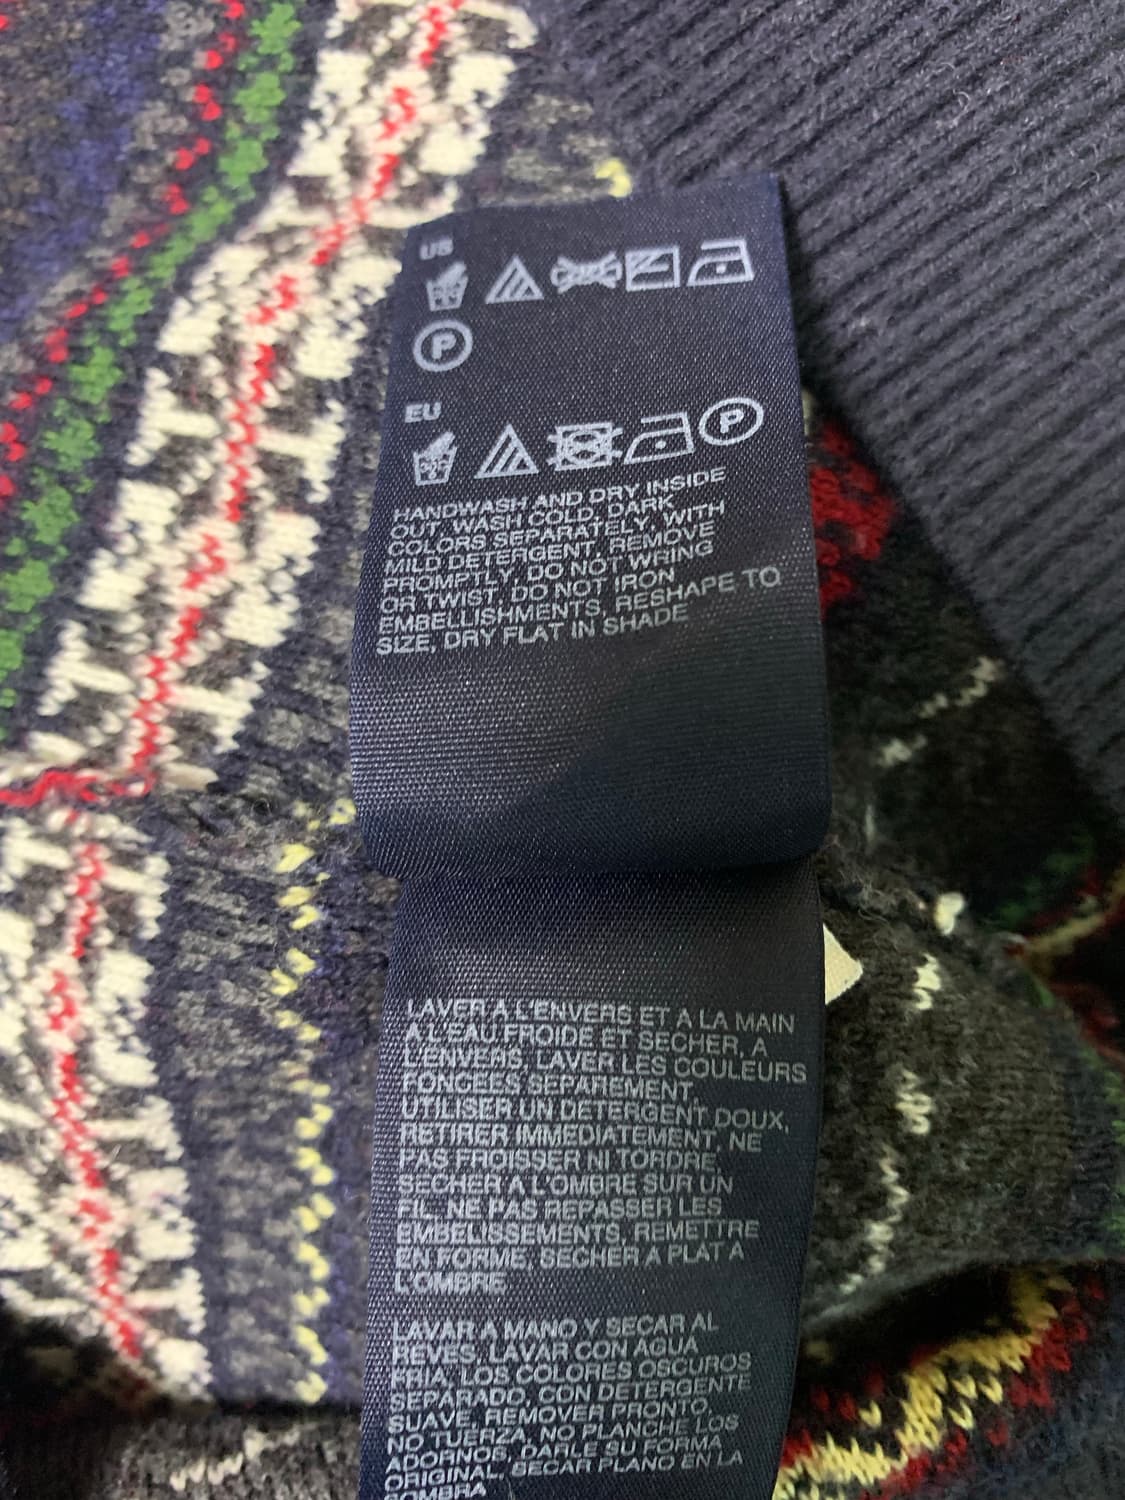 US
P
EU
P
HANDWASH AND DRY INSIDE
OUT, WASH COLD, DARK
COLORS SEPARATELY, WITH
MILD DETERGENT, REMOVE
PROMPTLY, DO NOT WRING
OR TWIST, DO NOT IRON
EMBELLISHMENTS, RESHAPE TO
SIZE, DRY FLAT IN SHADE
LAVER A L'ENVERS ET A LA MAIN
A L'EAU FROIDE ET SECHER, A
L'ENVERS, LAVER LES COULEURS
FONCEES SEPAREMENT,
UTILISER UN DETERGENT DOUX,
RETIRER IMMEDIATEMENT, NE
PAS FROISSER NI TORDRE,
SECHER A L'OMBRE SUR UN
FIL, NE PAS REPASSER LES
EMBELISSEMENTS, REMETTRE
EN FORME, SECHER A PLAT A
L'OMBRE
LAVAR A MANO Y SECAR AL
REVES, LAVAR CON AGUA
FRIA, LOS COLORES OSCUROS
SEPARADO, CON DETERGENTE
SUAVE, REMOVER PRONTO,
NO TUERZA, NO PLANCHE LOS
ADORNOS, DARLE SU FORMA
ORIGINAL, SECAR PLANO EN LA
SOMBRA